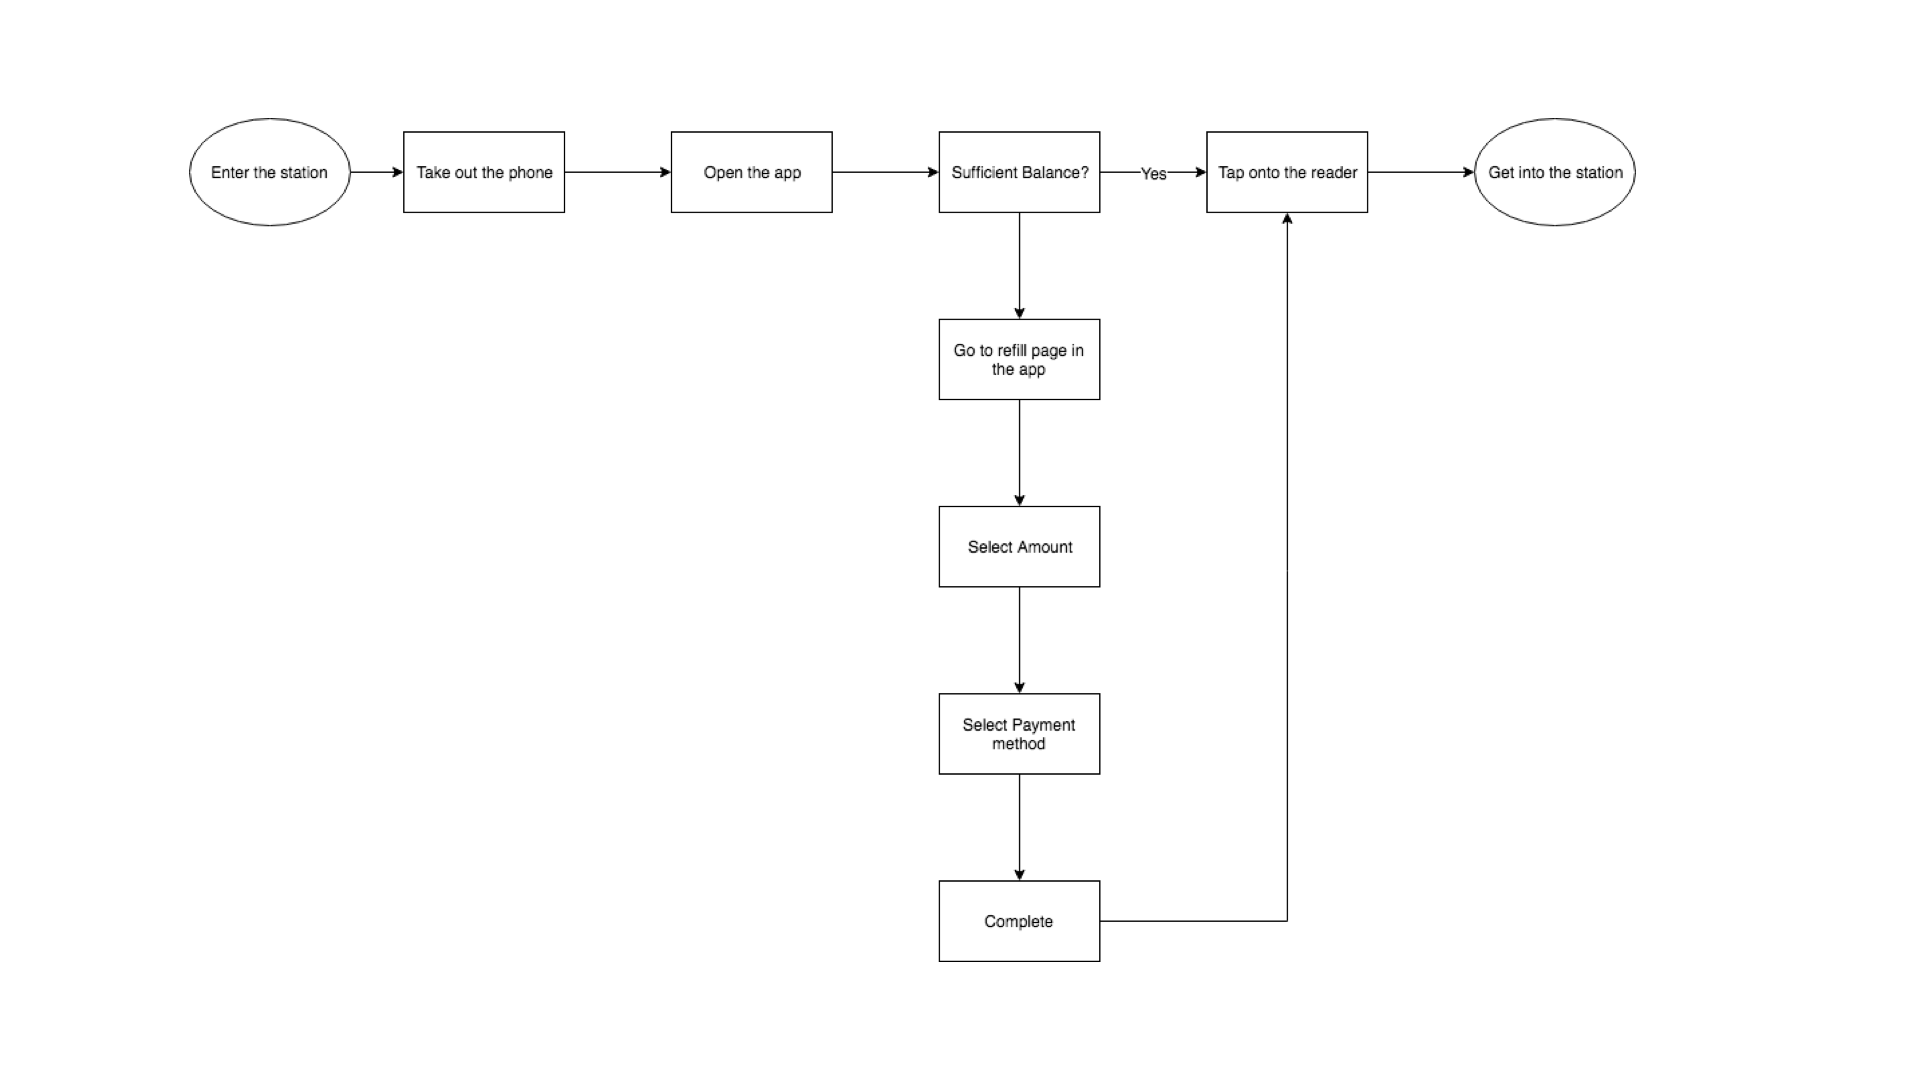 Enter the station
Take out the phone
Open the app
Sufficient Balance?
Yes
Tap onto the reader
Get into the station
Go to refill page in
the app
Select Amount
Select Payment
method
Complete